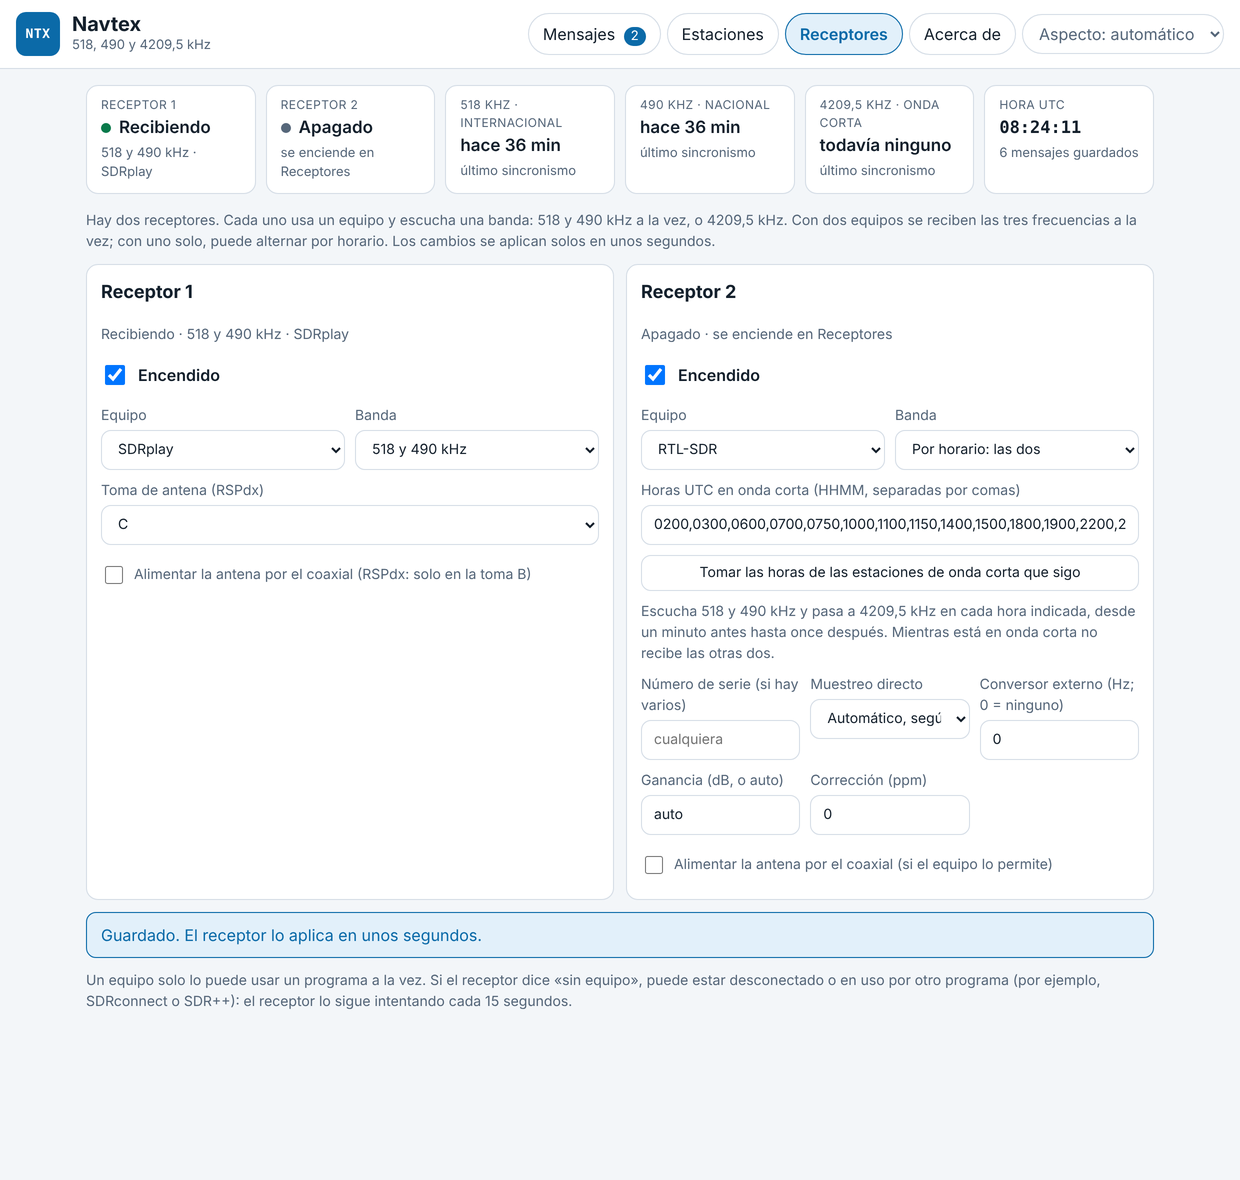 NTX
Navtex
518, 490 y 4209,5 kHz
Mensajes 2
Estaciones
Receptores
Acerca de
Aspecto: automático
RECEPTOR 1
Recibiendo
518 y 490 kHz ·
SDRplay
RECEPTOR 2
Apagado
se enciende en
Receptores
518 KHZ ·
INTERNACIONAL
hace 36 min
último sincronismo
490 KHZ · NACIONAL
hace 36 min
último sincronismo
4209,5 KHZ · ONDA
CORTA
todavía ninguno
último sincronismo
HORA UTC
08:24:11
6 mensajes guardados
Hay dos receptores. Cada uno usa un equipo y escucha una banda: 518 y 490 kHz a la vez, o 4209,5 kHz. Con dos equipos se reciben las tres frecuencias a la
vez; con uno solo, puede alternar por horario. Los cambios se aplican solos en unos segundos.
Receptor 1
Recibiendo · 518 y 490 kHz · SDRplay
Encendido
Equipo
Banda
SDRplay
518 y 490 kHz
Toma de antena (RSPdx)
C
Alimentar la antena por el coaxial (RSPdx: solo en la toma B)
Receptor 2
Apagado · se enciende en Receptores
Encendido
Equipo
Banda
RTL-SDR
Por horario: las dos
Horas UTC en onda corta (HHMM, separadas por comas)
0200,0300,0600,0700,0750,1000,1100,1150,1400,1500,1800,1900,2200,2
Tomar las horas de las estaciones de onda corta que sigo
Escucha 518 y 490 kHz y pasa a 4209,5 kHz en cada hora indicada, desde
un minuto antes hasta once después. Mientras está en onda corta no
recibe las otras dos.
Número de serie (si hay
varios)
cualquiera
Muestreo directo
Automático, segú
Conversor externo (Hz;
0 = ninguno)
0
Ganancia (dB, o auto)
auto
Corrección (ppm)
0
Alimentar la antena por el coaxial (si el equipo lo permite)
Guardado. El receptor lo aplica en unos segundos.
Un equipo solo lo puede usar un programa a la vez. Si el receptor dice «sin equipo», puede estar desconectado o en uso por otro programa (por ejemplo,
SDRconnect o SDR++): el receptor lo sigue intentando cada 15 segundos.